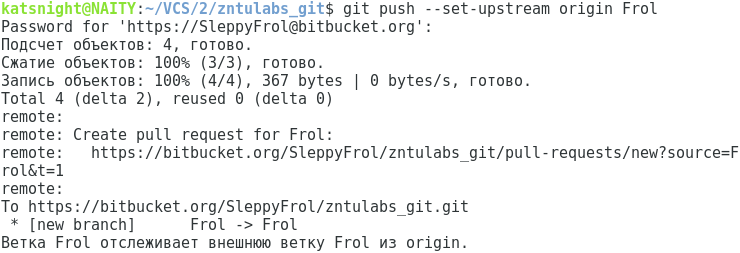 katsnight@NAITY:~/VCS/2/zntulabs_git$ git push --set-upstream origin Frol
Password for 'https://SleppyFrol@bitbucket.org':
Подсчет объектов: 4, готово.
Сжатие объектов: 100% (3/3), готово.
Запись объектов: 100% (4/4), 367 bytes | 0 bytes/s, готово.
Total 4 (delta 2), reused 0 (delta 0)
remote:
remote: Create pull request for Frol:
remote:   https://bitbucket.org/SleppyFrol/zntulabs_git/pull-requests/new?source=F
rol&t=1
remote:
To https://bitbucket.org/SleppyFrol/zntulabs_git.git
 * [new branch]      Frol -> Frol
Ветка Frol отслеживает внешнюю ветку Frol из origin.